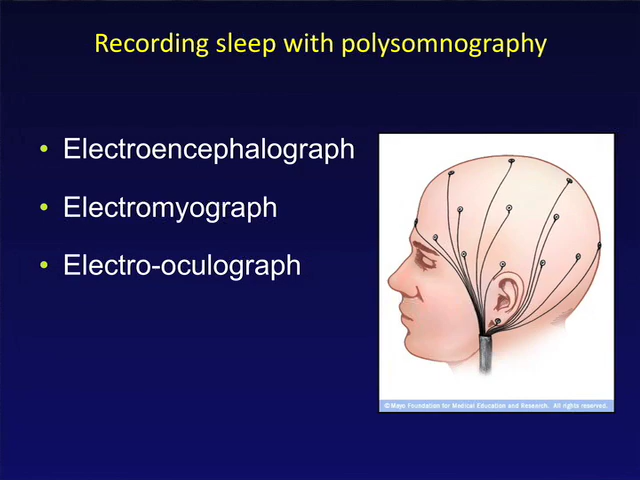 Recording sleep with polysomnography
• Electroencephalograph
• Electromyograph
• Electro-oculograph
© Mayo Foundation for Medical Education and Research. All rights reserved.